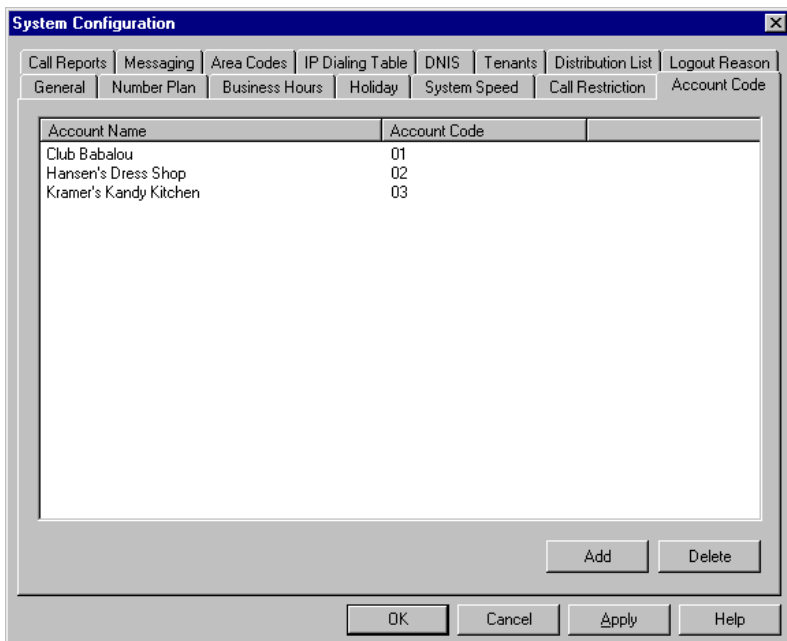 System Configuration
Call Reports Messaging Area Codes IP Dialing Table DNIS Tenants Distribution List Logout Reason
General Number Plan Business Hours Holiday System Speed Call Restriction Account Code
Account Name Account Code
Club Babalou 01
Hansen's Dress Shop 02
Kramer's Kandy Kitchen 03
Add Delete
OK Cancel Apply Help